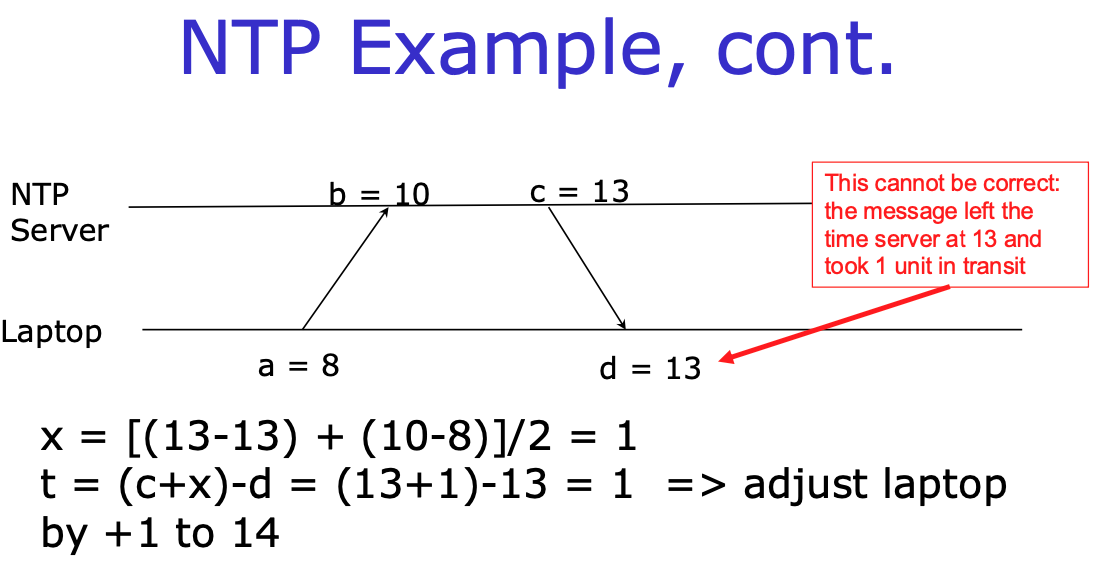 NTP Example, cont.
NTP
Server
b = 10
c = 13
This cannot be correct:
the message left the
time server at 13 and
took 1 unit in transit
Laptop
a = 8
d = 13
x = [(13-13) + (10-8)]/2 = 1
t = (c+x)-d = (13+1)-13 = 1 => adjust laptop
by +1 to 14